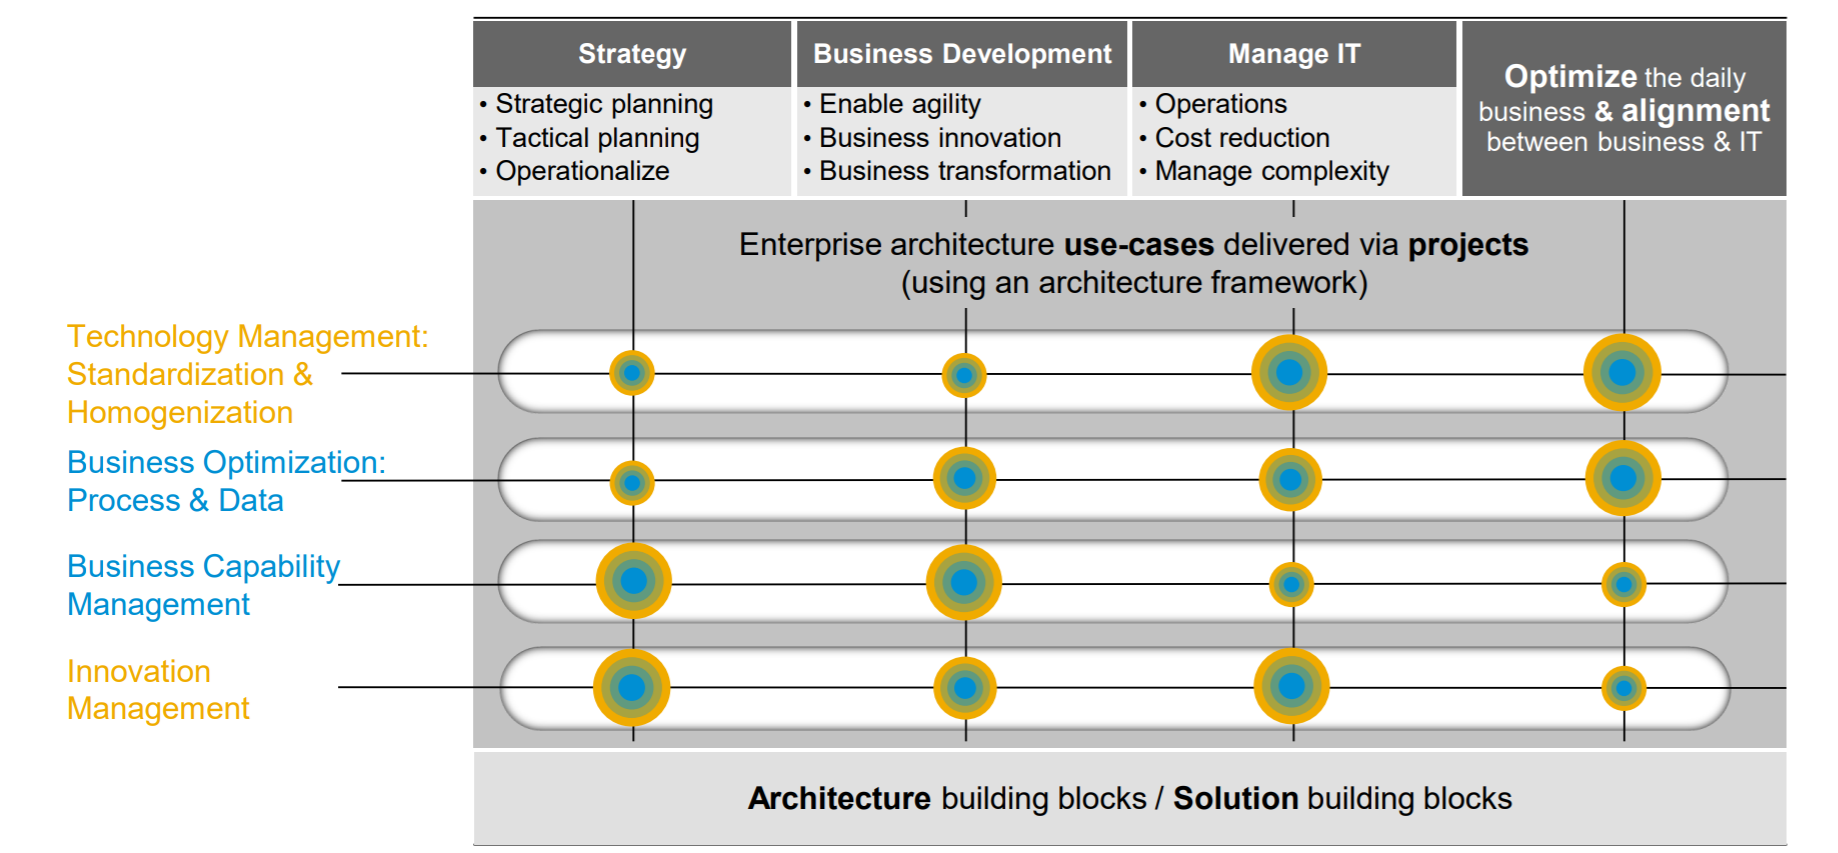 Strategy
• Strategic planning
• Tactical planning
• Operationalize
Business Development
• Enable agility
• Business innovation
• Business transformation
Manage IT
• Operations
• Cost reduction
• Manage complexity
Optimize the daily
business & alignment
between business & IT
Enterprise architecture use-cases delivered via projects
(using an architecture framework)
Technology Management:
Standardization &
Homogenization
Business Optimization:
Process & Data
Business Capability
Management
Innovation
Management
Architecture building blocks / Solution building blocks